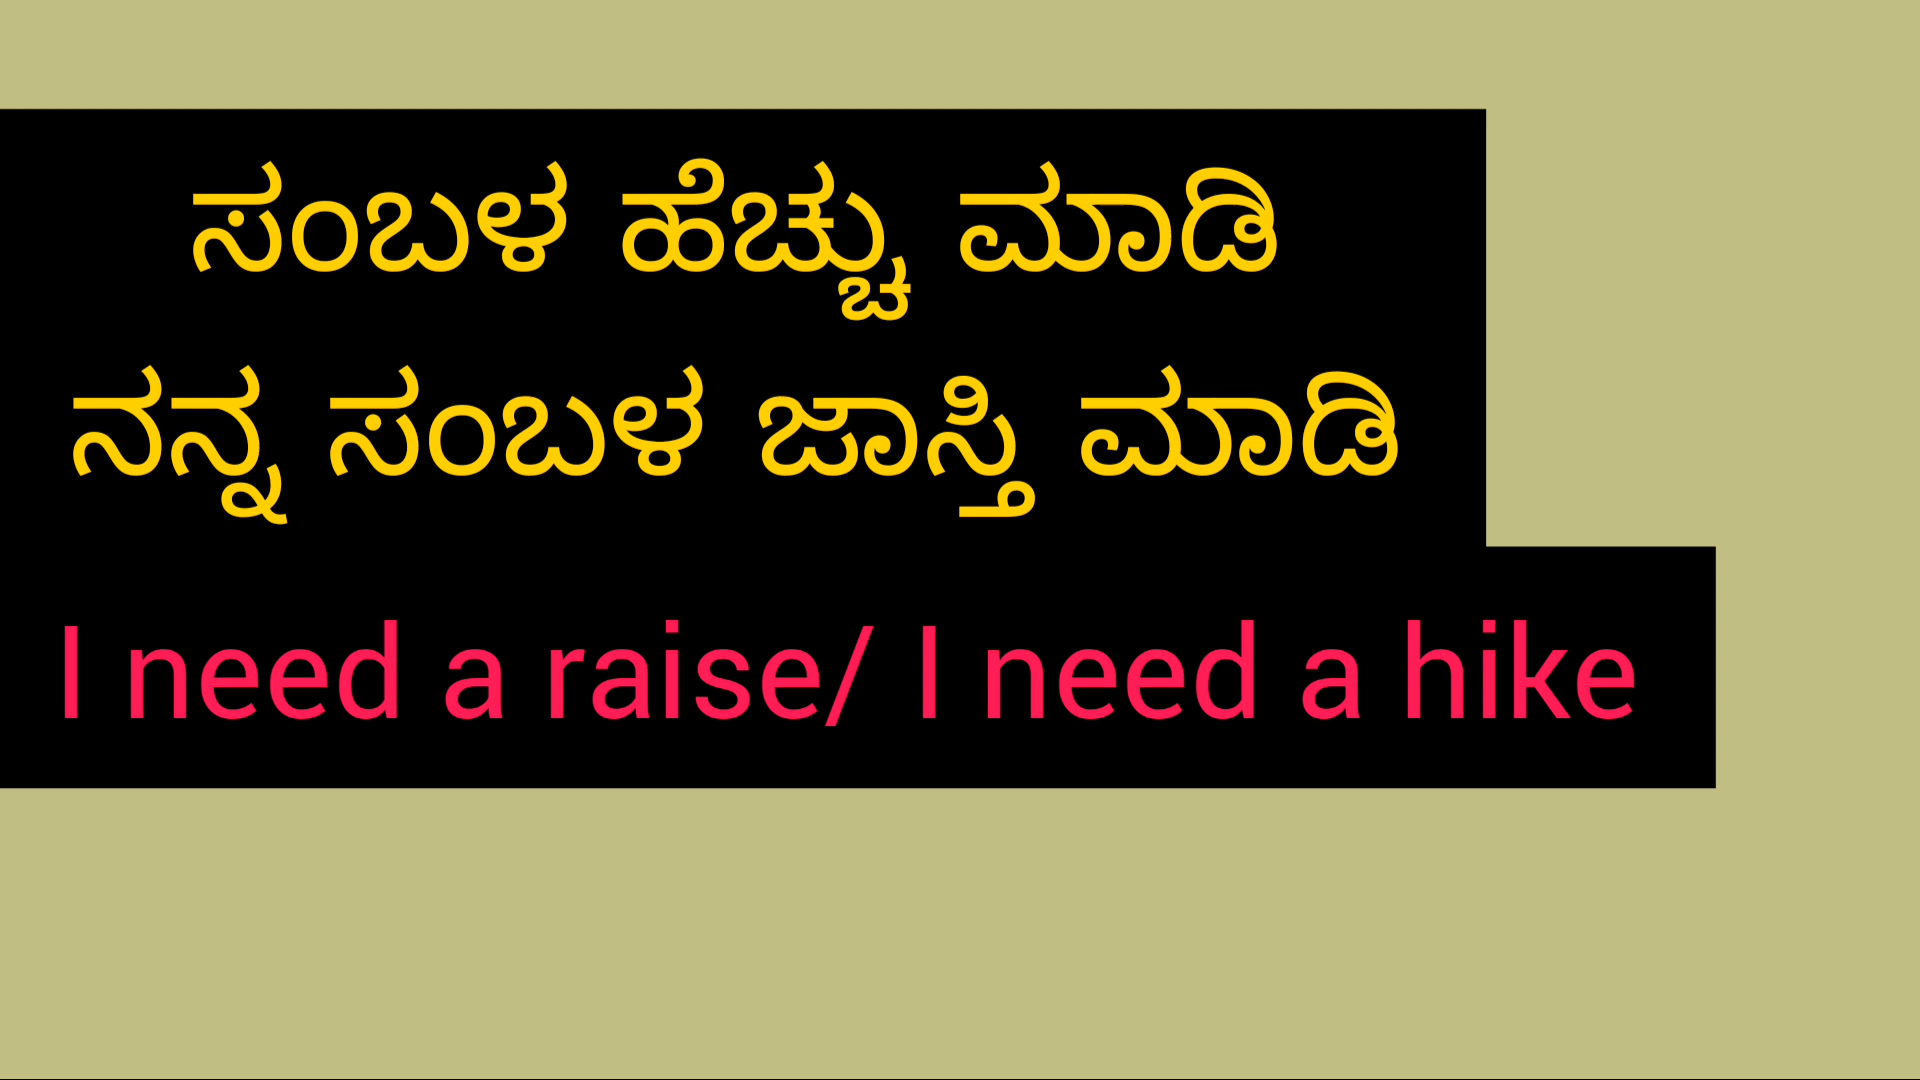 ಸಂಬಳ ಹೆಚ್ಚು ಮಾಡಿ
ನನ್ನ ಸಂಬಳ ಜಾಸ್ತಿ ಮಾಡಿ
I need a raise/ I need a hike